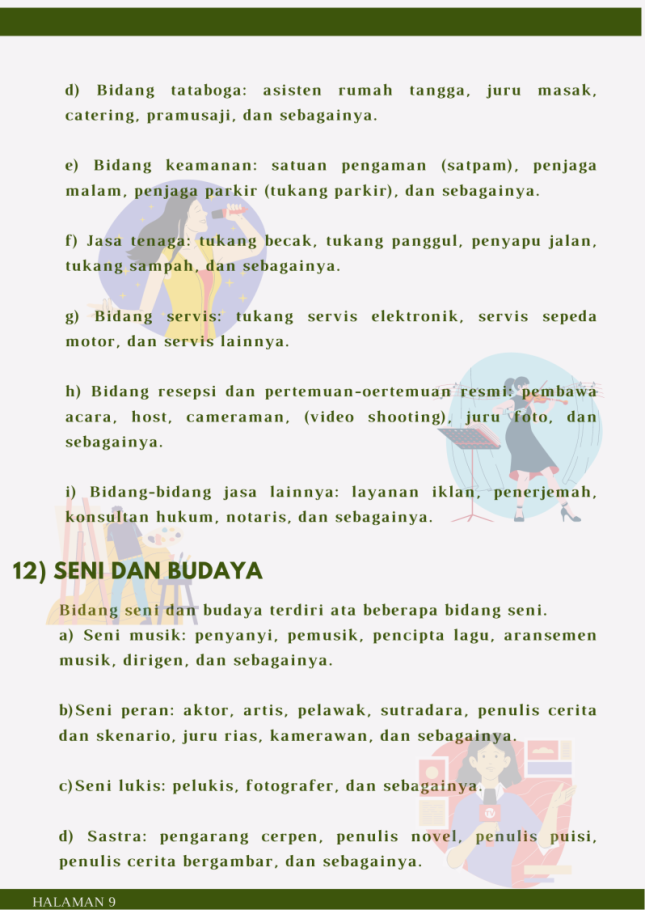 d) Bidang tataboga: asisten rumah tangga, juru masak,
catering, pramusaji, dan sebagainya.
e) Bidang keamanan: satuan pengaman (satpam), penjaga
malam, penjaga parkir (tukang parkir), dan sebagainya.
f) Jasa tenaga: tukang becak, tukang panggul, penyapu jalan,
tukang sampah, dan sebagainya.
g) Bidang servis: tukang servis elektronik, servis sepeda
motor, dan servis lainnya.
h) Bidang resepsi dan pertemuan-oertemuan resmi: pembawa
acara, host, cameraman, (video shooting), juru foto, dan
sebagainya.
i) Bidang-bidang jasa lainnya: layanan iklan, penerjemah,
konsultan hukum, notaris, dan sebagainya.
12) SENI DAN BUDAYA
Bidang seni dan budaya terdiri ata beberapa bidang seni.
a) Seni musik: penyanyi, pemusik, pencipta lagu, aransemen
musik, dirigen, dan sebagainya.
b)Seni peran: aktor, artis, pelawak, sutradara, penulis cerita
dan skenario, juru rias, kamerawan, dan sebagainya.
c)Seni lukis: pelukis, fotografer, dan sebagainya.
d) Sastra: pengarang cerpen, penulis novel, penulis puisi,
penulis cerita bergambar, dan sebagainya.
HALAMAN 9